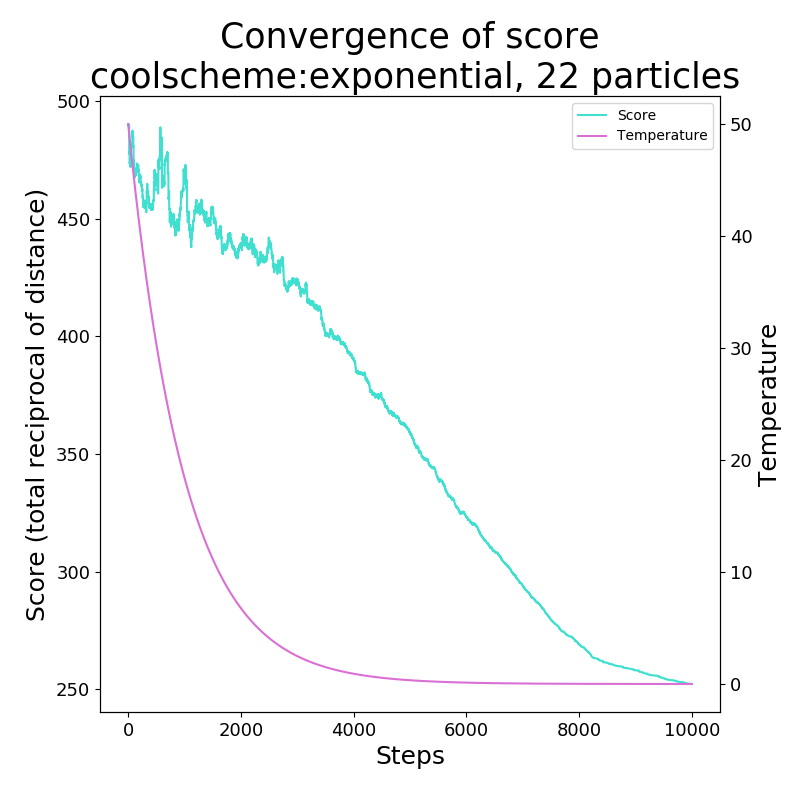 Convergence of score
coolscheme:exponential, 22 particles
Score
Temperature
Score (total reciprocal of distance)
500
450
400
350
300
250
50
40
30
20
10
0
Temperature
0
2000
4000
6000
8000
10000
Steps